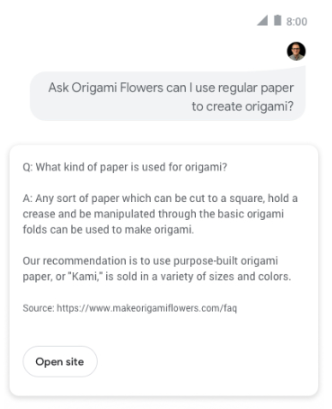 8:00
Ask Origami Flowers can I use regular paper
to create origami?
Q: What kind of paper is used for origami?
A: Any sort of paper which can be cut to a square, hold a
crease and be manipulated through the basic origami
folds can be used to make origami.
Our recommendation is to use purpose-built origami
paper, or “Kami,” is sold in a variety of sizes and colors.
Source: https://www.makeorigamiflowers.com/faq
Open site